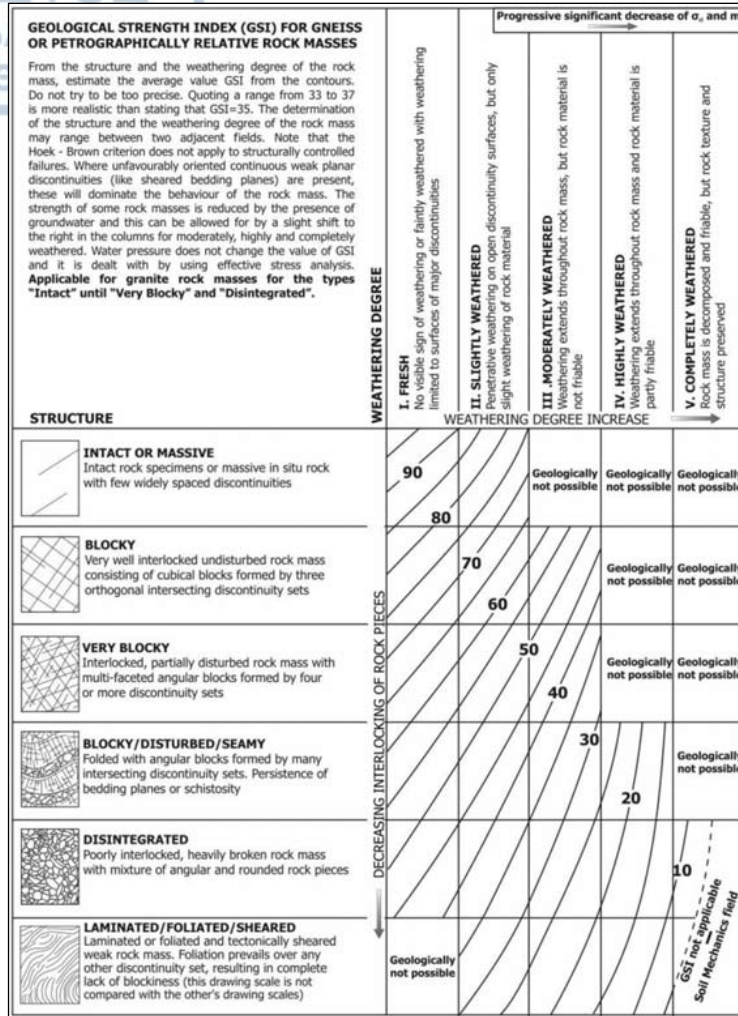 GEOLOGICAL STRENGTH INDEX (GSI) FOR GNEISS
OR PETROGRAPHICALLY RELATIVE ROCK MASSES
From the structure and the weathering degree of the rock
mass, estimate the average value GSI from the contours.
Do not try to be too precise. Quoting a range from 33 to 37
is more realistic than stating that GSI=35. The determination
of the structure and the weathering degree of the rock mass
may range between two adjacent fields. Note that the
Hoek - Brown criterion does not apply to structurally controlled
failures. Where unfavourably oriented continuous weak planar
discontinuities (like sheared bedding planes) are present,
these will dominate the behaviour of the rock mass. The
strength of some rock masses is reduced by the presence of
groundwater and this can be allowed for by a slight shift to
the right in the columns for moderately, highly and completely
weathered. Water pressure does not change the value of GSI
and it is dealt with by using effective stress analysis.
Applicable for granite rock masses for the types
"Intact" until "Very Blocky" and "Disintegrated".
Progressive significant decrease of σci and m
WEATHERING DEGREE
I. FRESH
No visible sign of weathering or faintly weathered with weathering
limited to surfaces of major discontinuities
II. SLIGHTLY WEATHERED
Penetrative weathering on open discontinuity surfaces, but only
slight weathering of rock material
III .MODERATELY WEATHERED
Weathering extends throughout rock mass, but rock material is
not friable
IV. HIGHLY WEATHERED
Weathering extends throughout rock mass and rock material is
partly friable
V. COMPLETELY WEATHERED
Rock mass is decomposed and friable, but rock texture and
structure preserved
STRUCTURE
WEATHERING DEGREE INCREASE
DECREASING INTERLOCKING OF ROCK PIECES
INTACT OR MASSIVE
Intact rock specimens or massive in situ rock
with few widely spaced discontinuities
90
80
Geologically
not possible
Geologically
not possible
Geologically
not possible
BLOCKY
Very well interlocked undisturbed rock mass
consisting of cubical blocks formed by three
orthogonal intersecting discontinuity sets
70
60
Geologically
not possible
Geologically
not possible
VERY BLOCKY
Interlocked, partially disturbed rock mass with
multi-faceted angular blocks formed by four
or more discontinuity sets
50
40
Geologically
not possible
Geologically
not possible
BLOCKY/DISTURBED/SEAMY
Folded with angular blocks formed by many
intersecting discontinuity sets. Persistence of
bedding planes or schistosity
30
20
Geologically
not possible
DISINTEGRATED
Poorly interlocked, heavily broken rock mass
with mixture of angular and rounded rock pieces
10
GSI not applicable
Soil Mechanics field
LAMINATED/FOLIATED/SHEARED
Laminated or foliated and tectonically sheared
weak rock mass. Foliation prevails over any
other discontinuity set, resulting in complete
lack of blockiness (this drawing scale is not
compared with the other's drawing scales)
Geologically
not possible